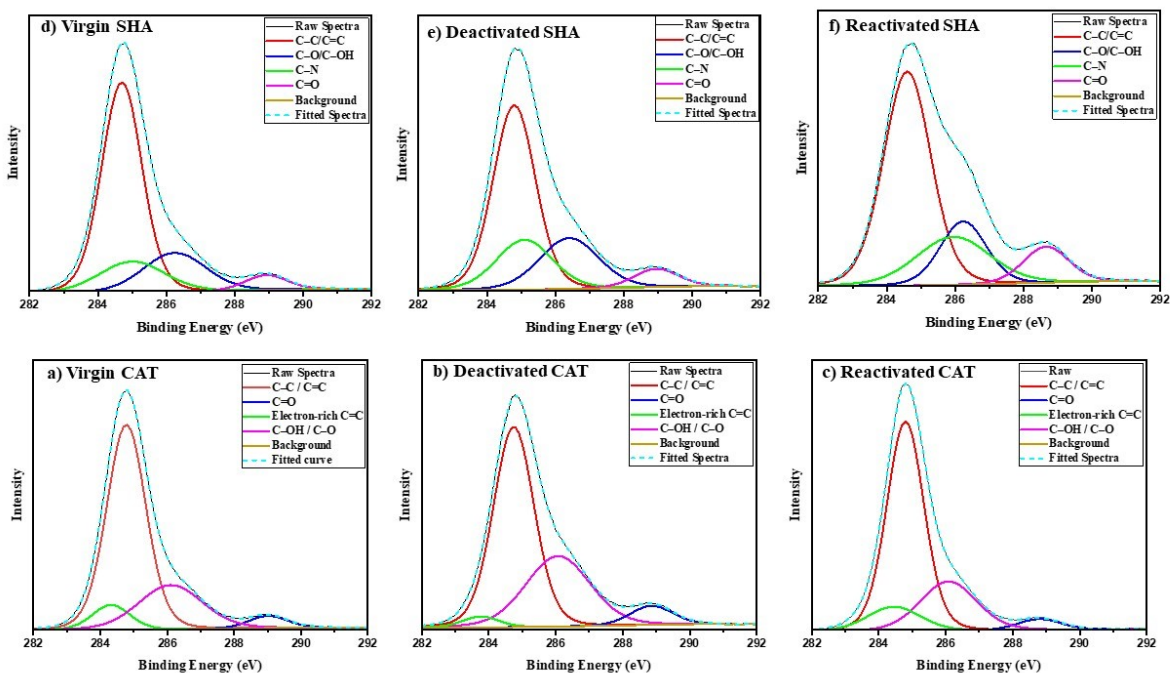 d) Virgin SHA
Raw Spectra
C–C/C=C
C–O/C–OH
C–N
C=O
Background
Fitted Spectra
Intensity
282 284 286 288 290 292
Binding Energy (eV)
e) Deactivated SHA
Raw Spectra
C–C/C=C
C–O/C–OH
C–N
C=O
Background
Fitted Spectra
Intensity
282 284 286 288 290 292
Binding Energy (eV)
f) Reactivated SHA
Raw Spectra
C–C/C=C
C–O/C–OH
C–N
C=O
Background
Fitted Spectra
Intensity
282 284 286 288 290 292
Binding Energy (eV)
a) Virgin CAT
Raw Spectra
C–C / C=C
C=O
Electron-rich C=C
C–OH / C–O
Background
Fitted curve
Intensity
282 284 286 288 290 292
Binding Energy (eV)
b) Deactivated CAT
Raw Spectra
C–C / C=C
C=O
Electron-rich C=C
C–OH / C–O
Background
Fitted Spectra
Intensity
282 284 286 288 290 292
Binding Energy (eV)
c) Reactivated CAT
Raw
C–C / C=C
C=O
Electron-rich C=C
C–OH / C–O
Background
Fitted Spectra
Intensity
282 284 286 288 290 292
Binding Energy (eV)